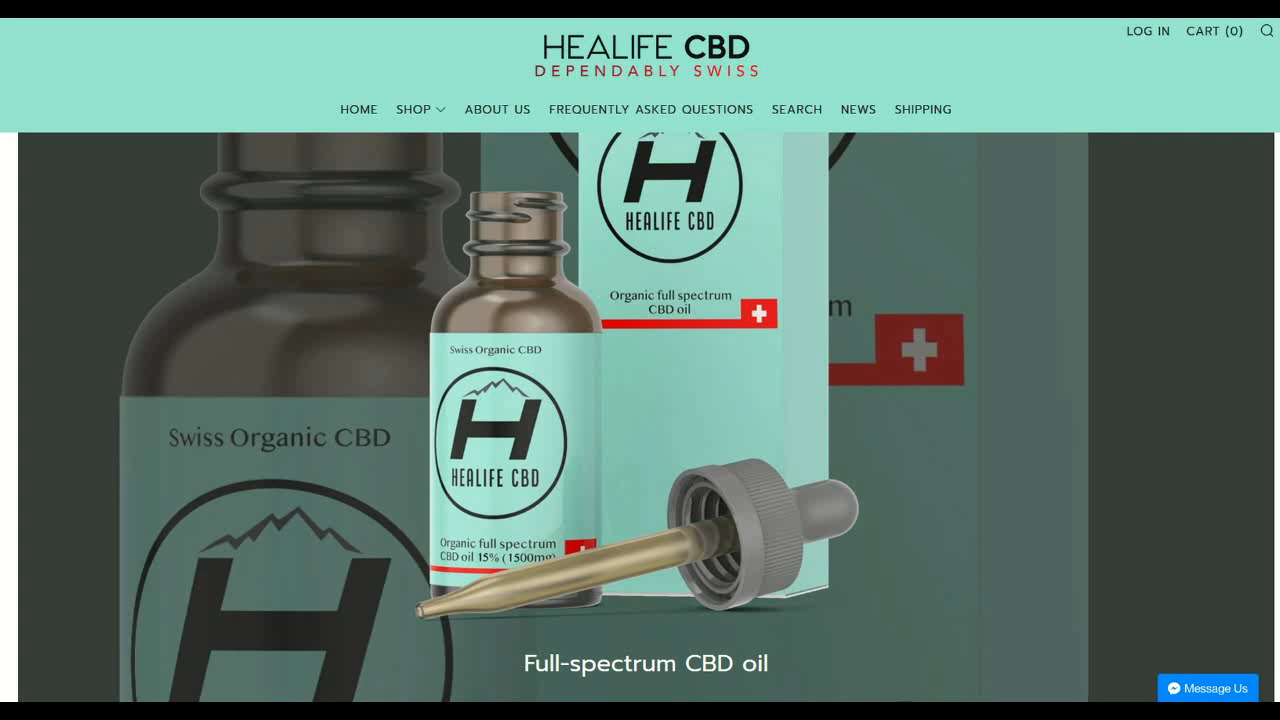 LOG IN CART (0)
HEALIFE CBD
DEPENDABLY SWISS
HOME SHOP ABOUT US FREQUENTLY ASKED QUESTIONS SEARCH NEWS SHIPPING
H
HEALIFE CBD
Organic full spectrum
CBD oil
m
Swiss Organic CBD
H
HEALIFE CBD
Organic full spectrum
CBD oil 15% (1500mg)
Swiss Organic CBD
H
Full-spectrum CBD oil
Message Us